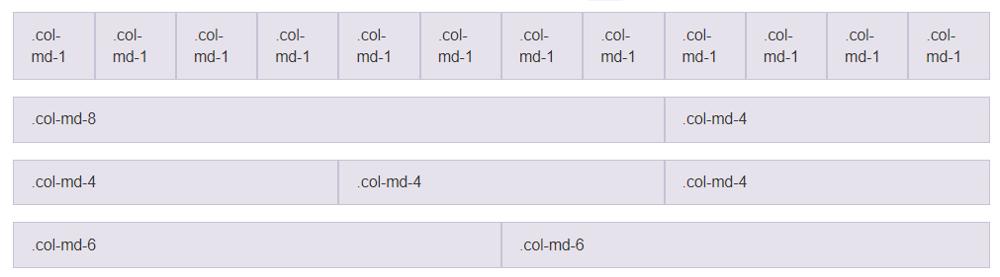 .col- .col- .col- .col- .col- .col- .col- .col- .col- .col- .col- .col-
md-1 md-1 md-1 md-1 md-1 md-1 md-1 md-1 md-1 md-1 md-1 md-1
.col-md-8 .col-md-4
.col-md-4 .col-md-4 .col-md-4
.col-md-6 .col-md-6